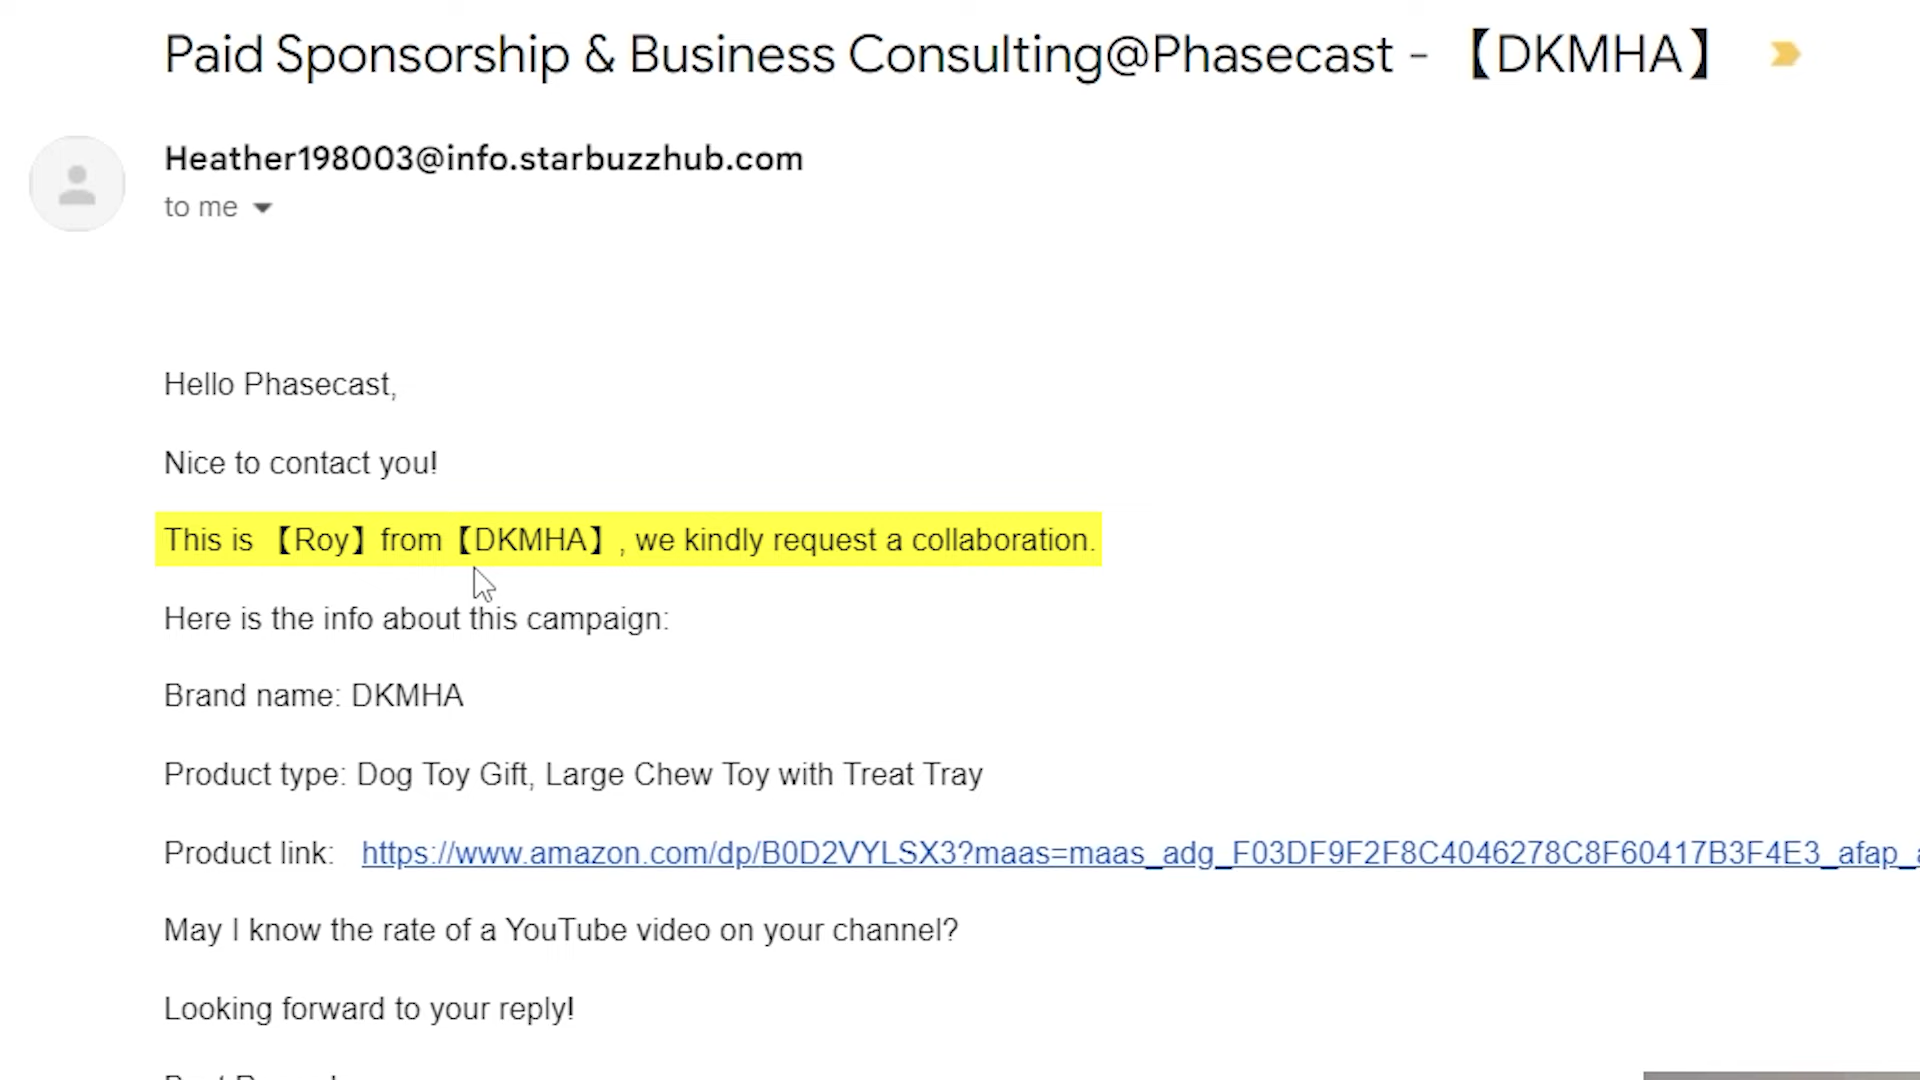 Paid Sponsorship & Business Consulting@Phasecast - 【DKMHA】
Heather198003@info.starbuzzhub.com
to me
Hello Phasecast,
Nice to contact you!
This is 【Roy】from【DKMHA】, we kindly request a collaboration.
Here is the info about this campaign:
Brand name: DKMHA
Product type: Dog Toy Gift, Large Chew Toy with Treat Tray
Product link: https://www.amazon.com/dp/B0D2VYLSX3?maas=maas_adg_F03DF9F2F8C4046278C8F60417B3F4E3_afap_a
May I know the rate of a YouTube video on your channel?
Looking forward to your reply!